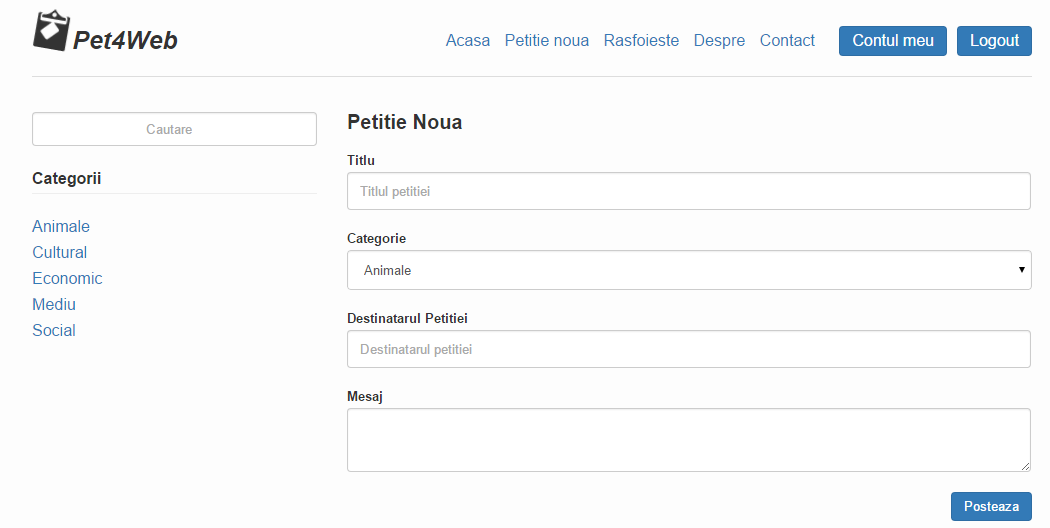 Pet4Web
Acasa Petitie noua Rasfoieste Despre Contact Contul meu Logout
Cautare
Categorii
Animale
Cultural
Economic
Mediu
Social
Petitie Noua
Titlu
Titlul petitiei
Categorie
Animale
Destinatarul Petitiei
Destinatarul petitiei
Mesaj
Posteaza